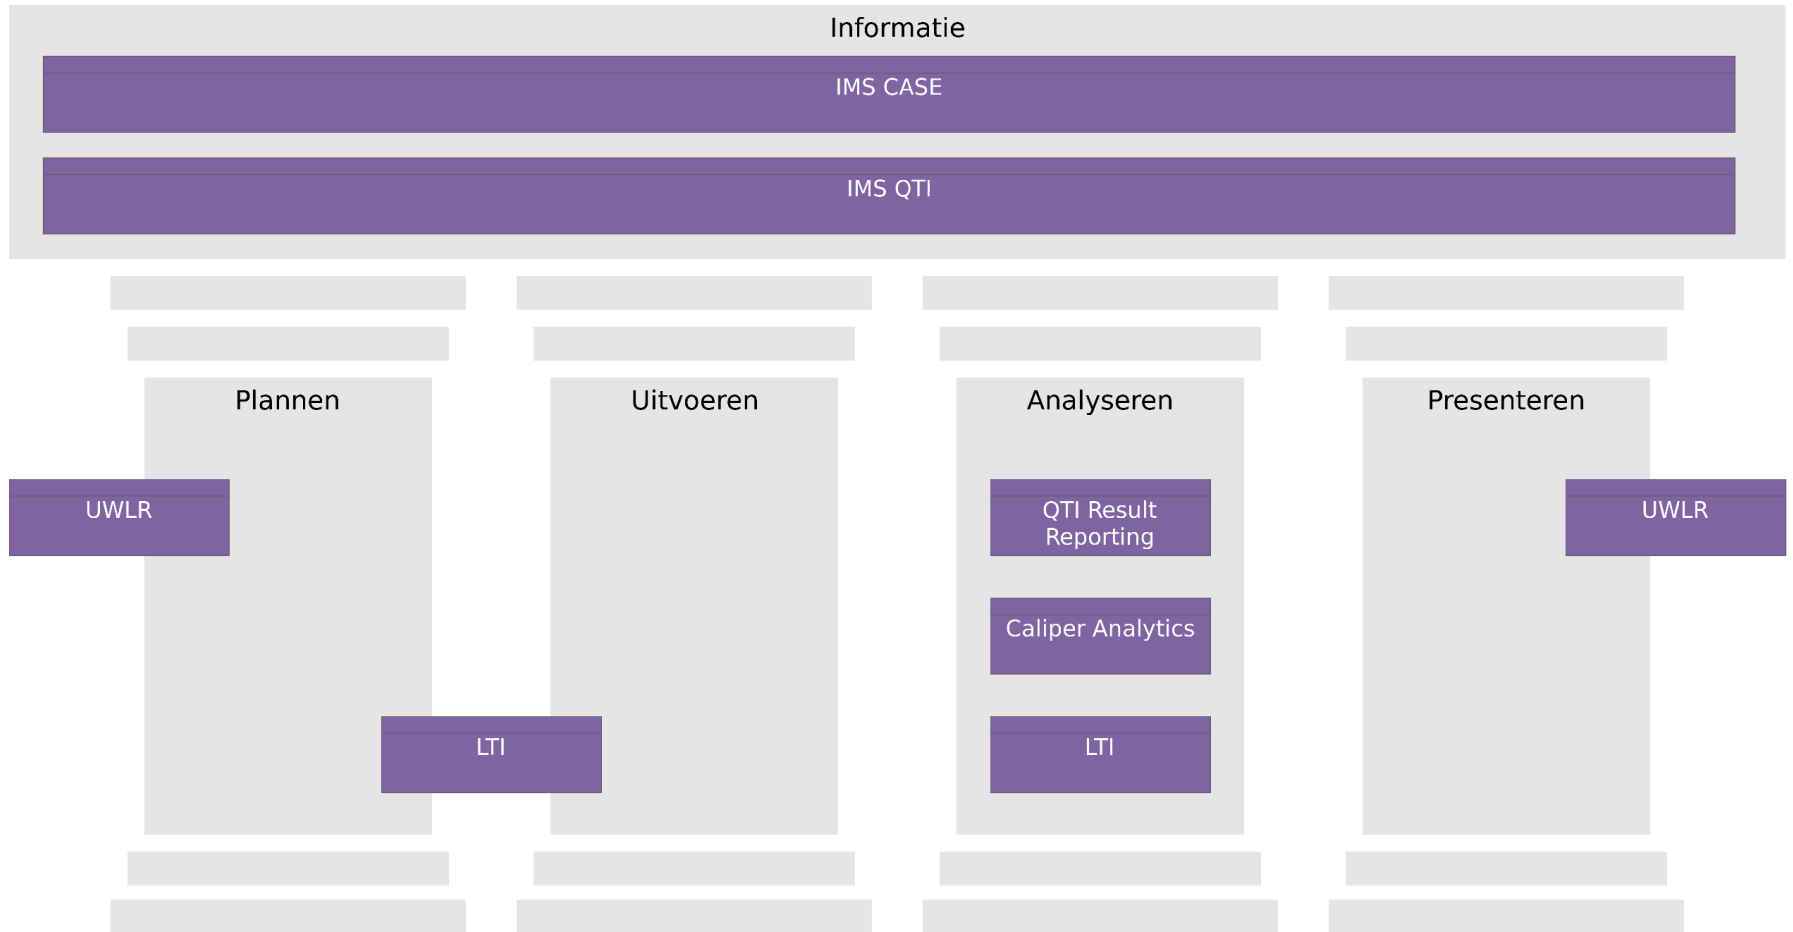 Informatie
IMS CASE
IMS QTI
Plannen
Uitvoeren
Analyseren
Presenteren
UWLR
QTI Result
Reporting
UWLR
Caliper Analytics
LTI
LTI